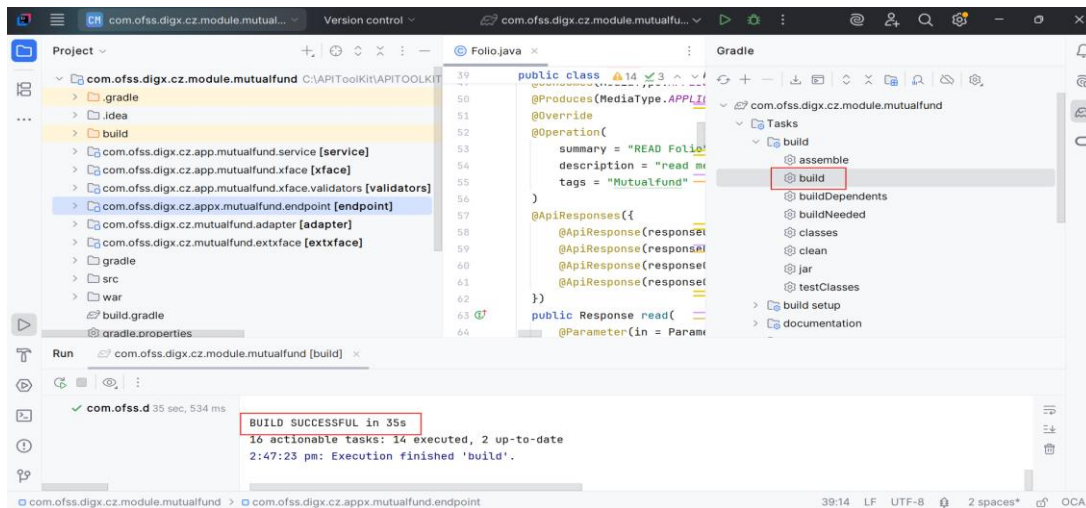 CM com.ofss.digx.cz.module.mutual... Version control com.ofss.digx.cz.module.mutualfu...
Project
com.ofss.digx.cz.module.mutualfund C:\APIToolKit\APITOOLKIT
.gradle
.idea
build
com.ofss.digx.cz.app.mutualfund.service [service]
com.ofss.digx.cz.app.mutualfund.xface [xface]
com.ofss.digx.cz.app.mutualfund.xface.validators [validators]
com.ofss.digx.cz.appx.mutualfund.endpoint [endpoint]
com.ofss.digx.cz.mutualfund.adapter [adapter]
com.ofss.digx.cz.mutualfund.extxface [extxface]
gradle
src
war
build.gradle
gradle.properties
Folio.java
39 public class 14 3
50 @Produces(MediaType.APPLI
51 @Override
52 @Operation(
53 summary = "READ Folio"
54 description = "read me
55 tags = "Mutualfund"
56 )
57 @ApiResponses({
58 @ApiResponse(response
59 @ApiResponse(response
60 @ApiResponse(response
61 @ApiResponse(response
62 })
63 public Response read(
64 @Parameter(in = Parame
Gradle
com.ofss.digx.cz.module.mutualfund
Tasks
build
assemble
build
buildDependents
buildNeeded
classes
clean
jar
testClasses
build setup
documentation
Run com.ofss.digx.cz.module.mutualfund [build]
com.ofss.d 35 sec, 534 ms
BUILD SUCCESSFUL in 35s
16 actionable tasks: 14 executed, 2 up-to-date
2:47:23 pm: Execution finished 'build'.
com.ofss.digx.cz.module.mutualfund > com.ofss.digx.cz.appx.mutualfund.endpoint 39:14 LF UTF-8 2 spaces* OCA